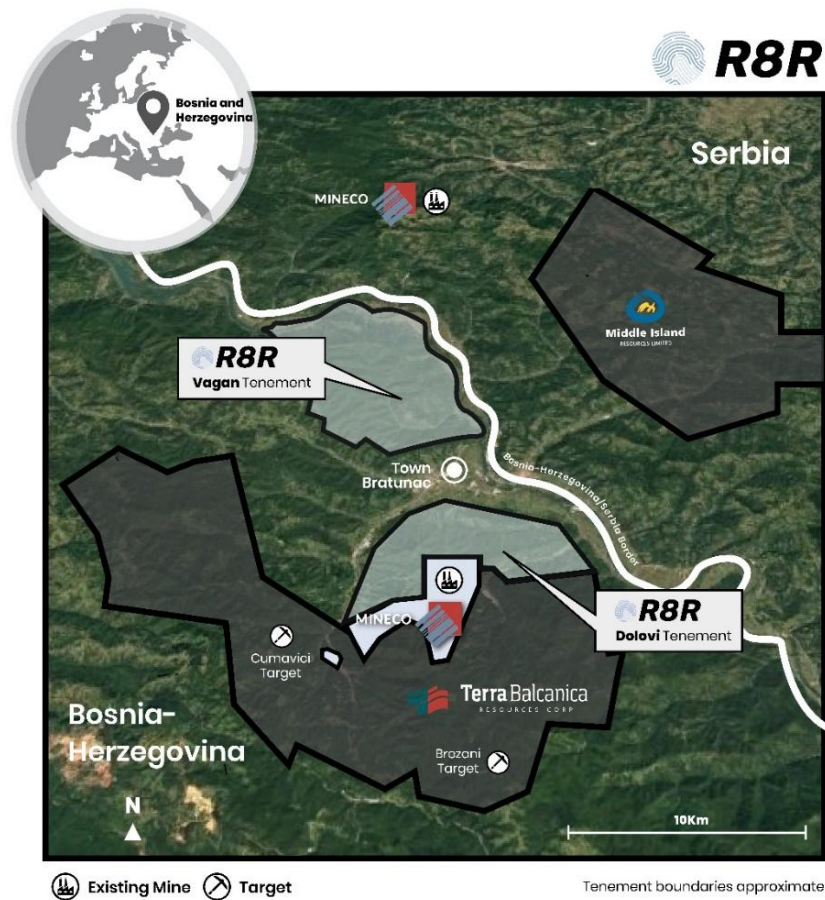 R8R
Bosnia and
Herzegovina
Serbia
MINECO
Middle Island
RESOURCES LIMITED
R8R
Vagan Tenement
Town
Bratunac
Bosnia-Herzegovina/Serbia Border
MINECO
R8R
Dolovi Tenement
Cumavici
Target
Terra Balcanica
RESOURCES CORP
Bosnia-
Herzegovina
Brozani
Target
N
10Km
Existing Mine
Target
Tenement boundaries approximate